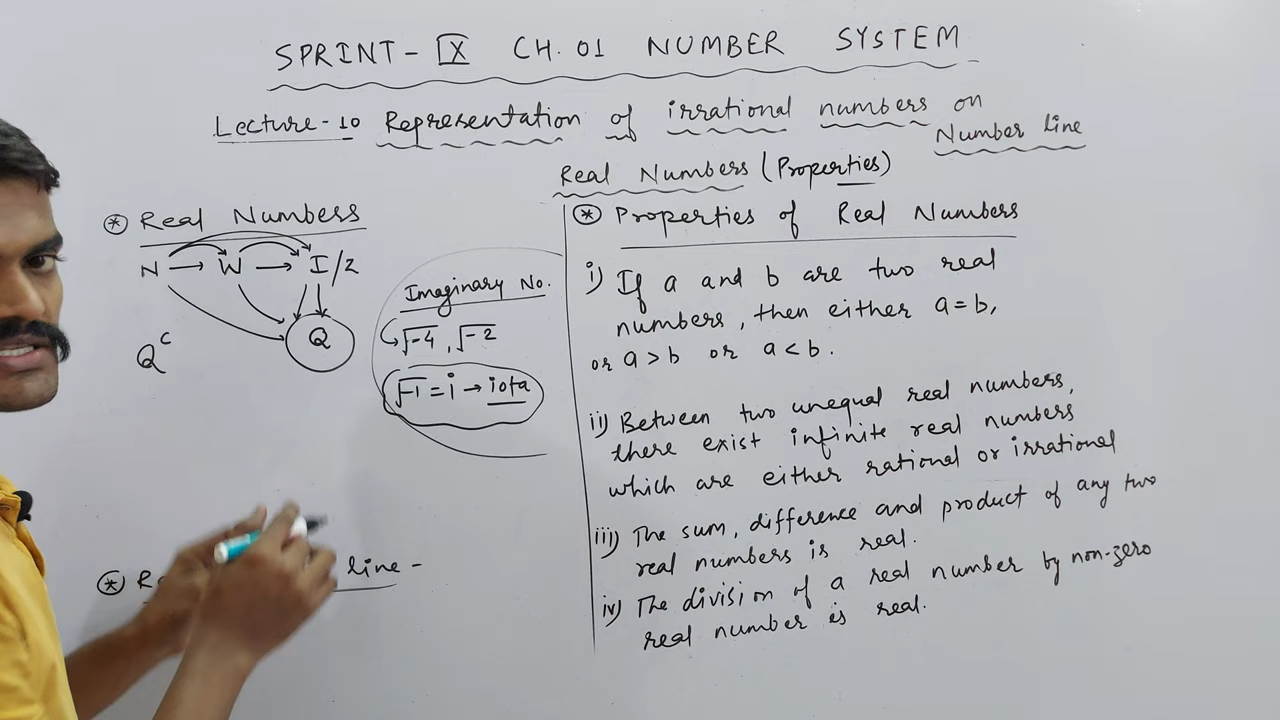 SPRINT-IX CH.01 NUMBER SYSTEM
Lecture-10 Representation of irrational numbers on
Number line
Real Numbers (Properties)
* Real Numbers
N → W → I/Z
Q
Q^c
Imaginary No.
√-4, √-2
√-1 = i → iota
* line -
* Properties of Real Numbers
i) If a and b are two real
numbers, then either a=b,
or a>b or a<b.
ii) Between two unequal real numbers,
there exist infinite real numbers
which are either rational or irrational
iii) The sum, difference and product of any two
real numbers is real.
iv) The division of a real number by non-zero
real number is real.